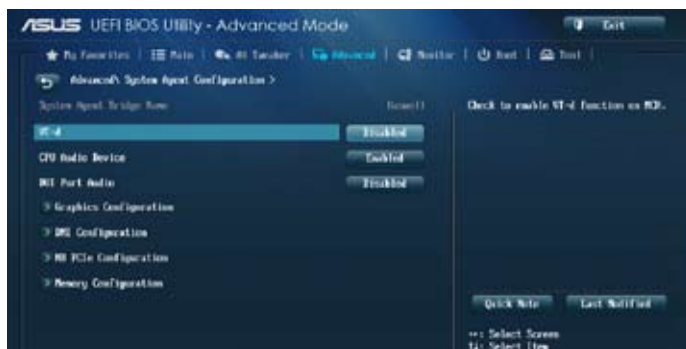 ASUS UEFI BIOS Utility - Advanced Mode
Exit
My Favorites | Main | Ai Tweaker | Advanced | Monitor | Boot | Tool
Advanced\ System Agent Configuration >
System Agent Bridge Name Haswell
Check to enable VT-d function on MCH.
VT-d Disabled
CPU Audio Device Enabled
Port Audio Disabled
> Graphics Configuration
> DMI Configuration
> NB PCIe Configuration
> Memory Configuration
Quick Note Last Modified
: Select Screen
: Select Item